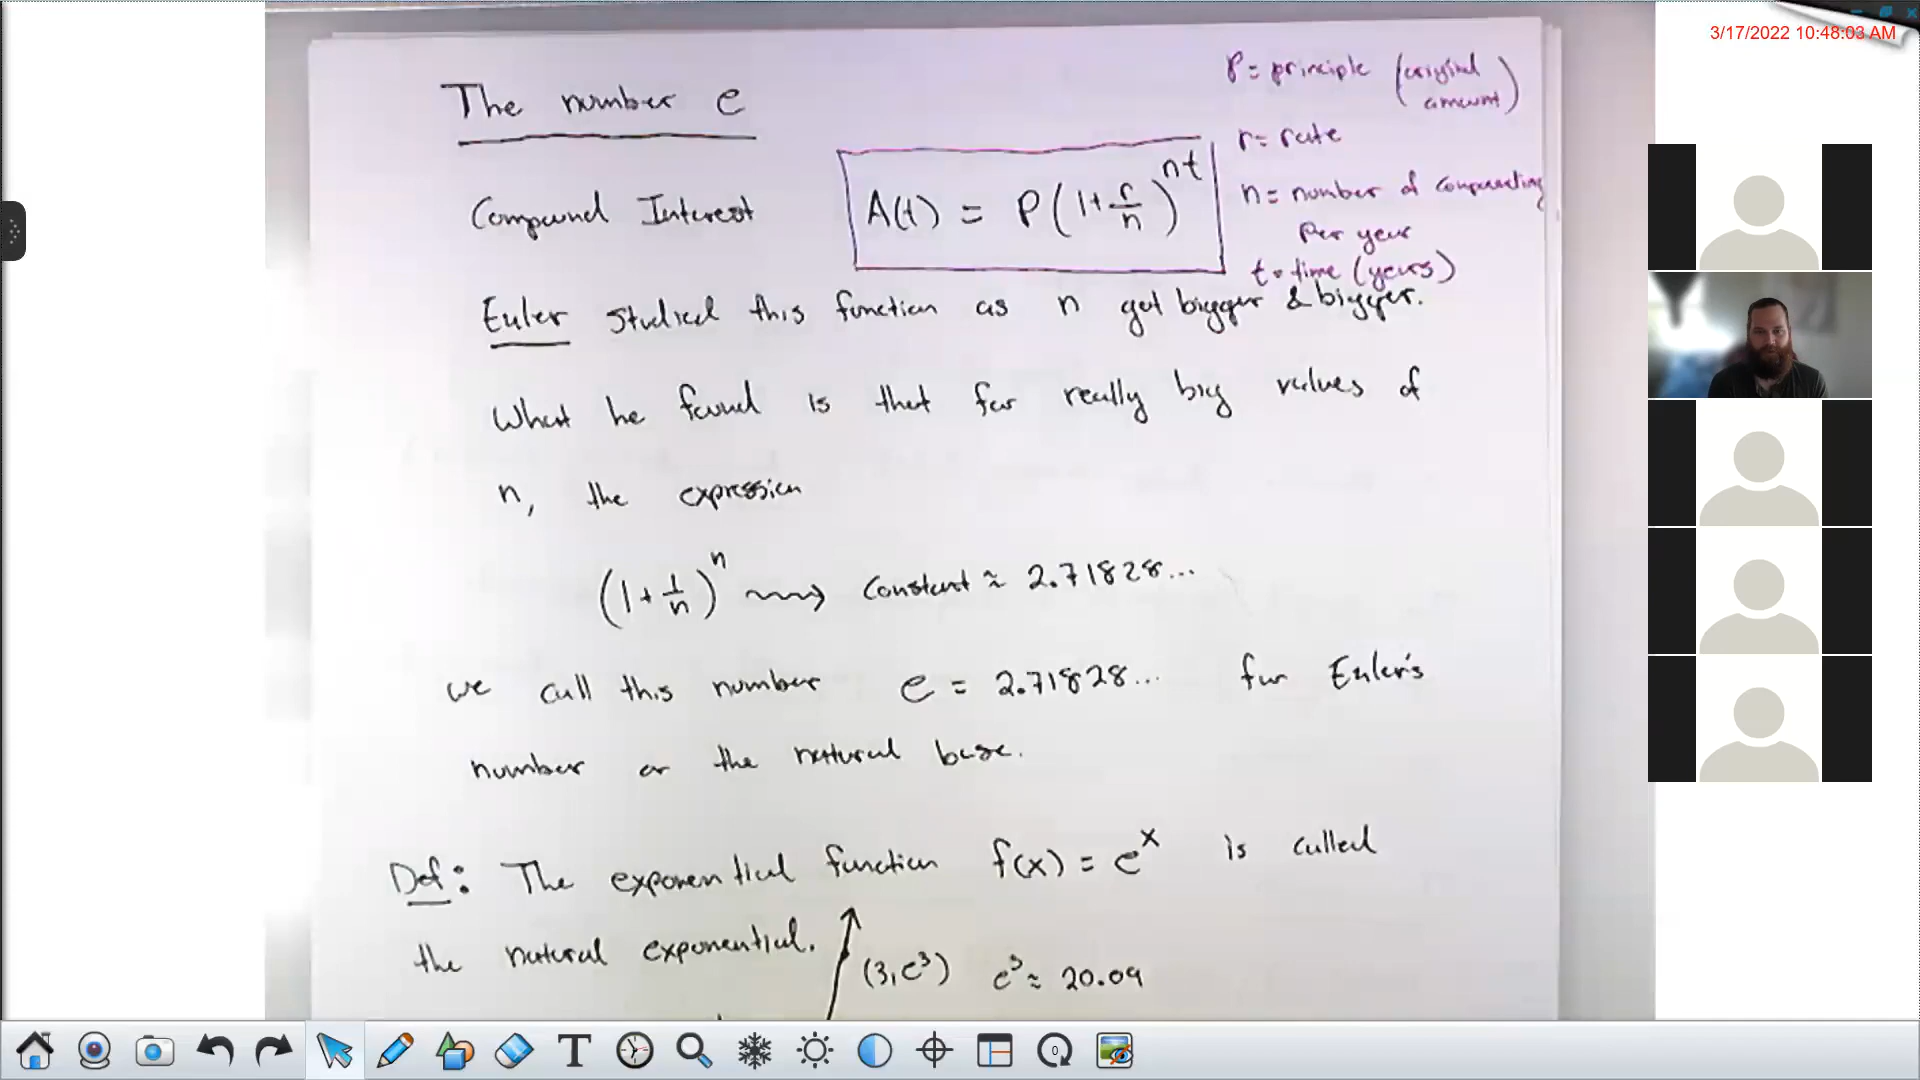 3/17/2022 10:48:03 AM
The number e
P = principle (original amount)
r = rate
n = number of compounding
per year
t = time (years)
Compound Interest A(t) = P(1+r/n)^nt
Euler studied this function as n got bigger & bigger.
What he found is that for really big values of
n, the expression
(1+1/n)^n ⇝ constant ≈ 2.71828...
we call this number e = 2.71828... for Euler's
number or the natural base.
Def: The exponential function f(x) = e^x is called
the natural exponential.
(3, e^3) e^3 ≈ 20.09
T
0